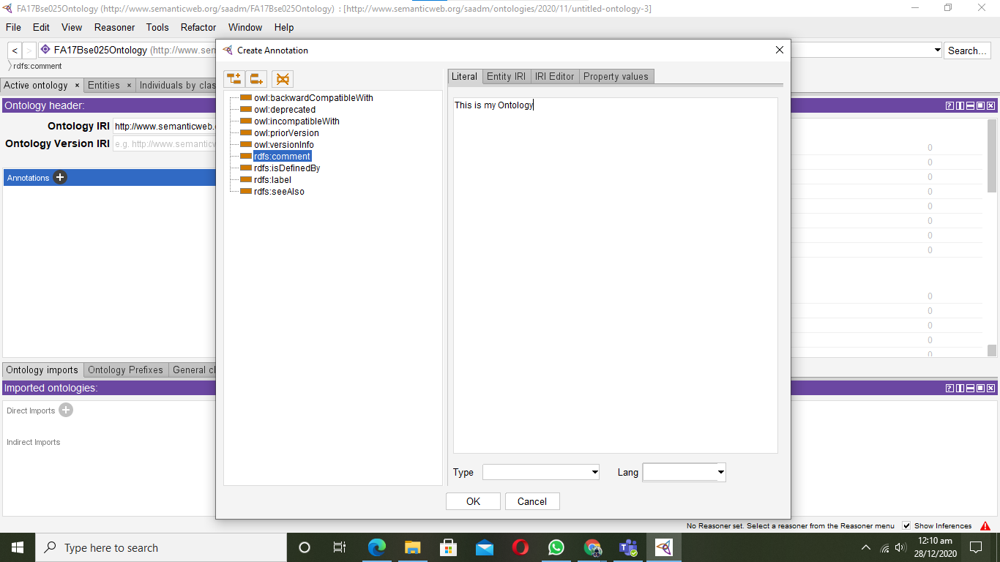 FA17Bse025Ontology (http://www.semanticweb.org/saadm/FA17Bse025Ontology) : [http://www.semanticweb.org/saadm/ontologies/2020/11/untitled-ontology-3]
File Edit View Reasoner Tools Refactor Window Help
< > FA17Bse025Ontology (http://www.sem Search...
rdfs:comment
Active ontology × Entities × Individuals by clas
Ontology header:
Ontology IRI http://www.semanticweb.
Ontology Version IRI e.g. http://www.semanticw
Annotations +
Create Annotation
owl:backwardCompatibleWith
owl:deprecated
owl:incompatibleWith
owl:priorVersion
owl:versionInfo
rdfs:comment
rdfs:isDefinedBy
rdfs:label
rdfs:seeAlso
Literal Entity IRI IRI Editor Property values
This is my Ontology
Type Lang
OK Cancel
0
0
0
0
0
0
0
0
0
0
0
0
0
Ontology imports Ontology Prefixes General cl
Imported ontologies:
Direct Imports +
Indirect Imports
No Reasoner set. Select a reasoner from the Reasoner menu Show Inferences
Type here to search
12:10 am
28/12/2020